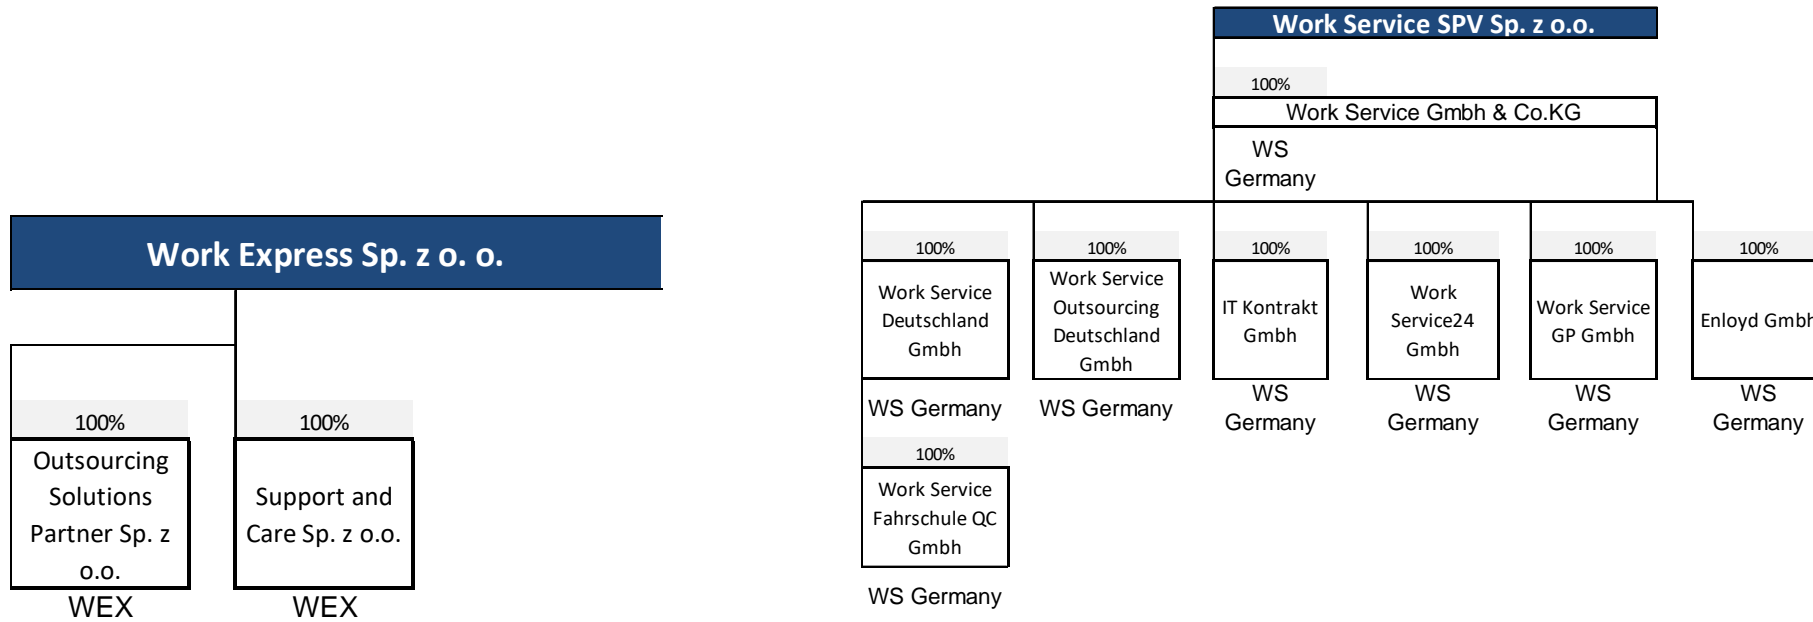 Work Express Sp. z o. o.
100%
100%
Outsourcing
Solutions
Partner Sp. z
o.o.
WEX
Support and
Care Sp. z o.o.
WEX
Work Service SPV Sp. z o.o.
100%
Work Service Gmbh & Co.KG
WS
Germany
100%
Work Service
Deutschland
Gmbh
WS Germany
100%
Work Service
Fahrschule QC
Gmbh
WS Germany
100%
Work Service
Outsourcing
Deutschland
Gmbh
WS Germany
100%
IT Kontrakt
Gmbh
WS
Germany
100%
Work
Service24
Gmbh
WS
Germany
100%
Work Service
GP Gmbh
WS
Germany
100%
Enloyd Gmbh
WS
Germany